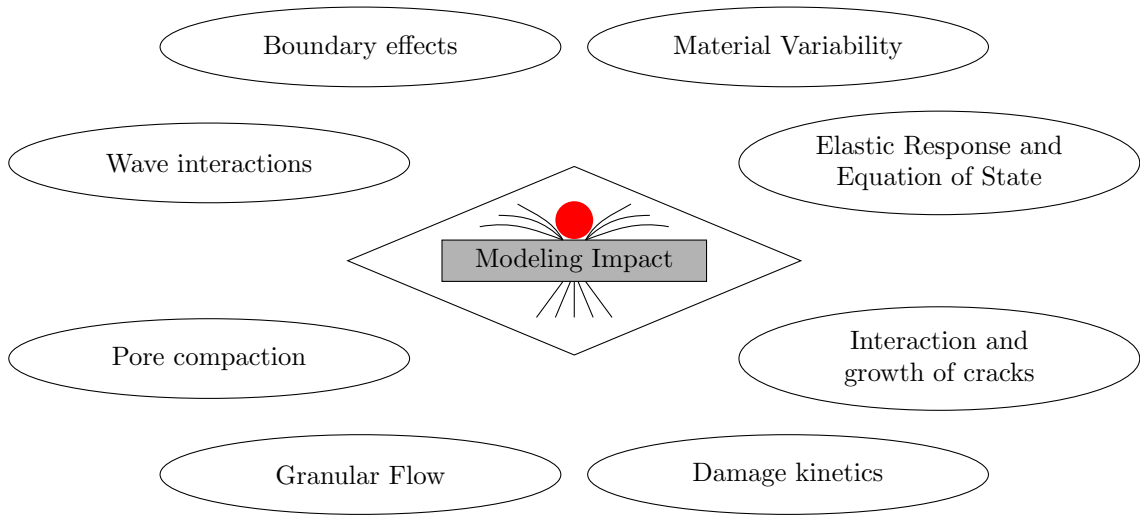 Boundary effects
Material Variability
Wave interactions
Elastic Response and
Equation of State
Modeling Impact
Pore compaction
Interaction and
growth of cracks
Granular Flow
Damage kinetics